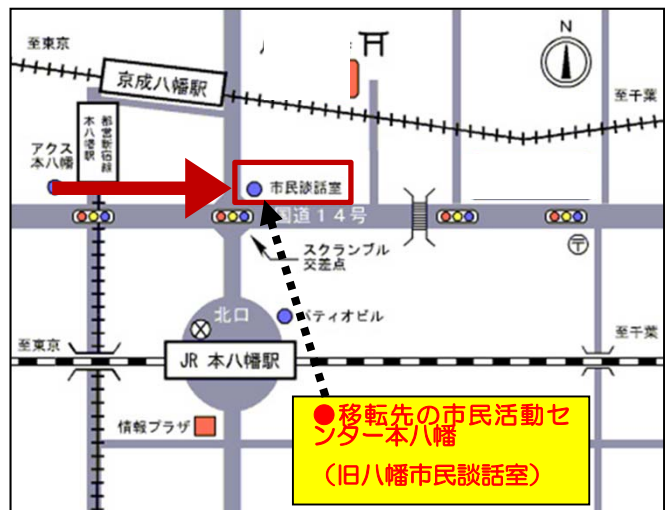 N
至東京
京成八幡駅
至千葉
都営新宿線
本八幡駅
アクス
本八幡
市民談話室
国道14号
スクランブル
交差点
〒
北口
パティオビル
至東京
至千葉
JR 本八幡駅
情報プラザ
●移転先の市民活動セ
ンター本八幡
(旧八幡市民談話室)